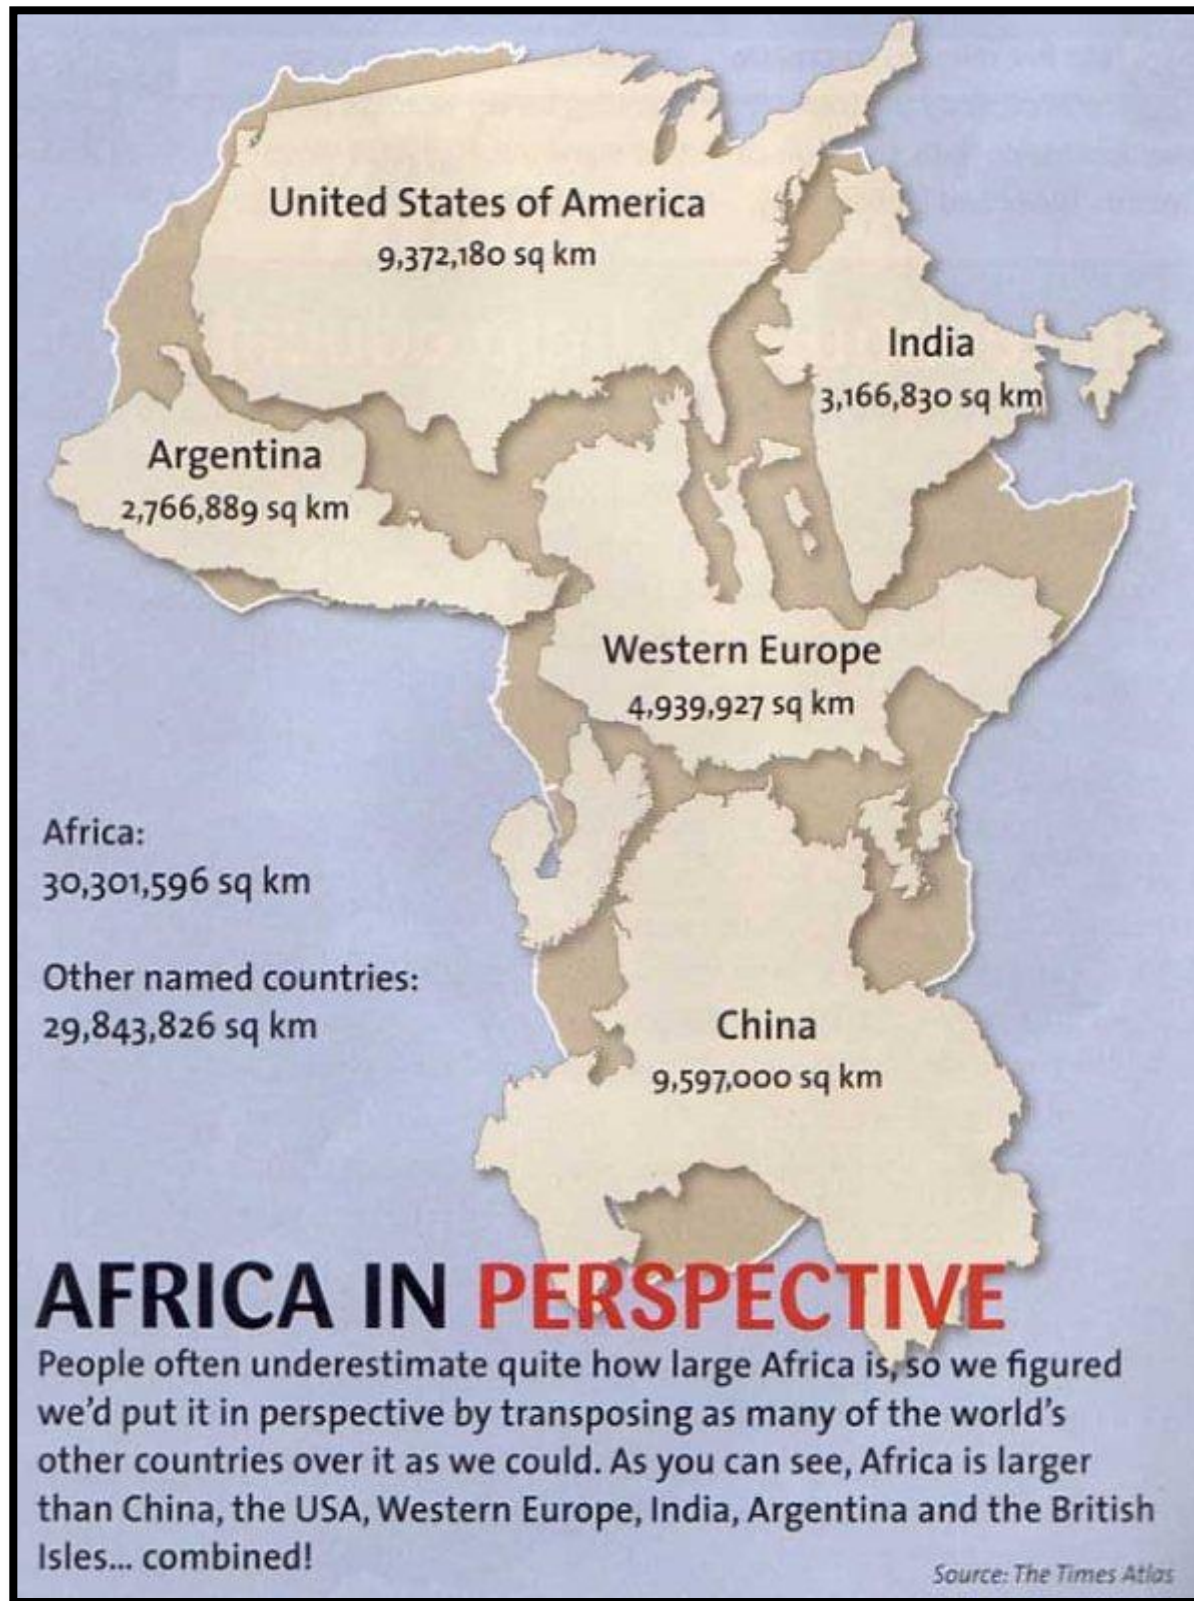 United States of America
9,372,180 sq km
India
3,166,830 sq km
Argentina
2,766,889 sq km
Western Europe
4,939,927 sq km
Africa:
30,301,596 sq km
Other named countries:
29,843,826 sq km
China
9,597,000 sq km
AFRICA IN PERSPECTIVE
People often underestimate quite how large Africa is, so we figured
we'd put it in perspective by transposing as many of the world's
other countries over it as we could. As you can see, Africa is larger
than China, the USA, Western Europe, India, Argentina and the British
Isles... combined!
Source: The Times Atlas